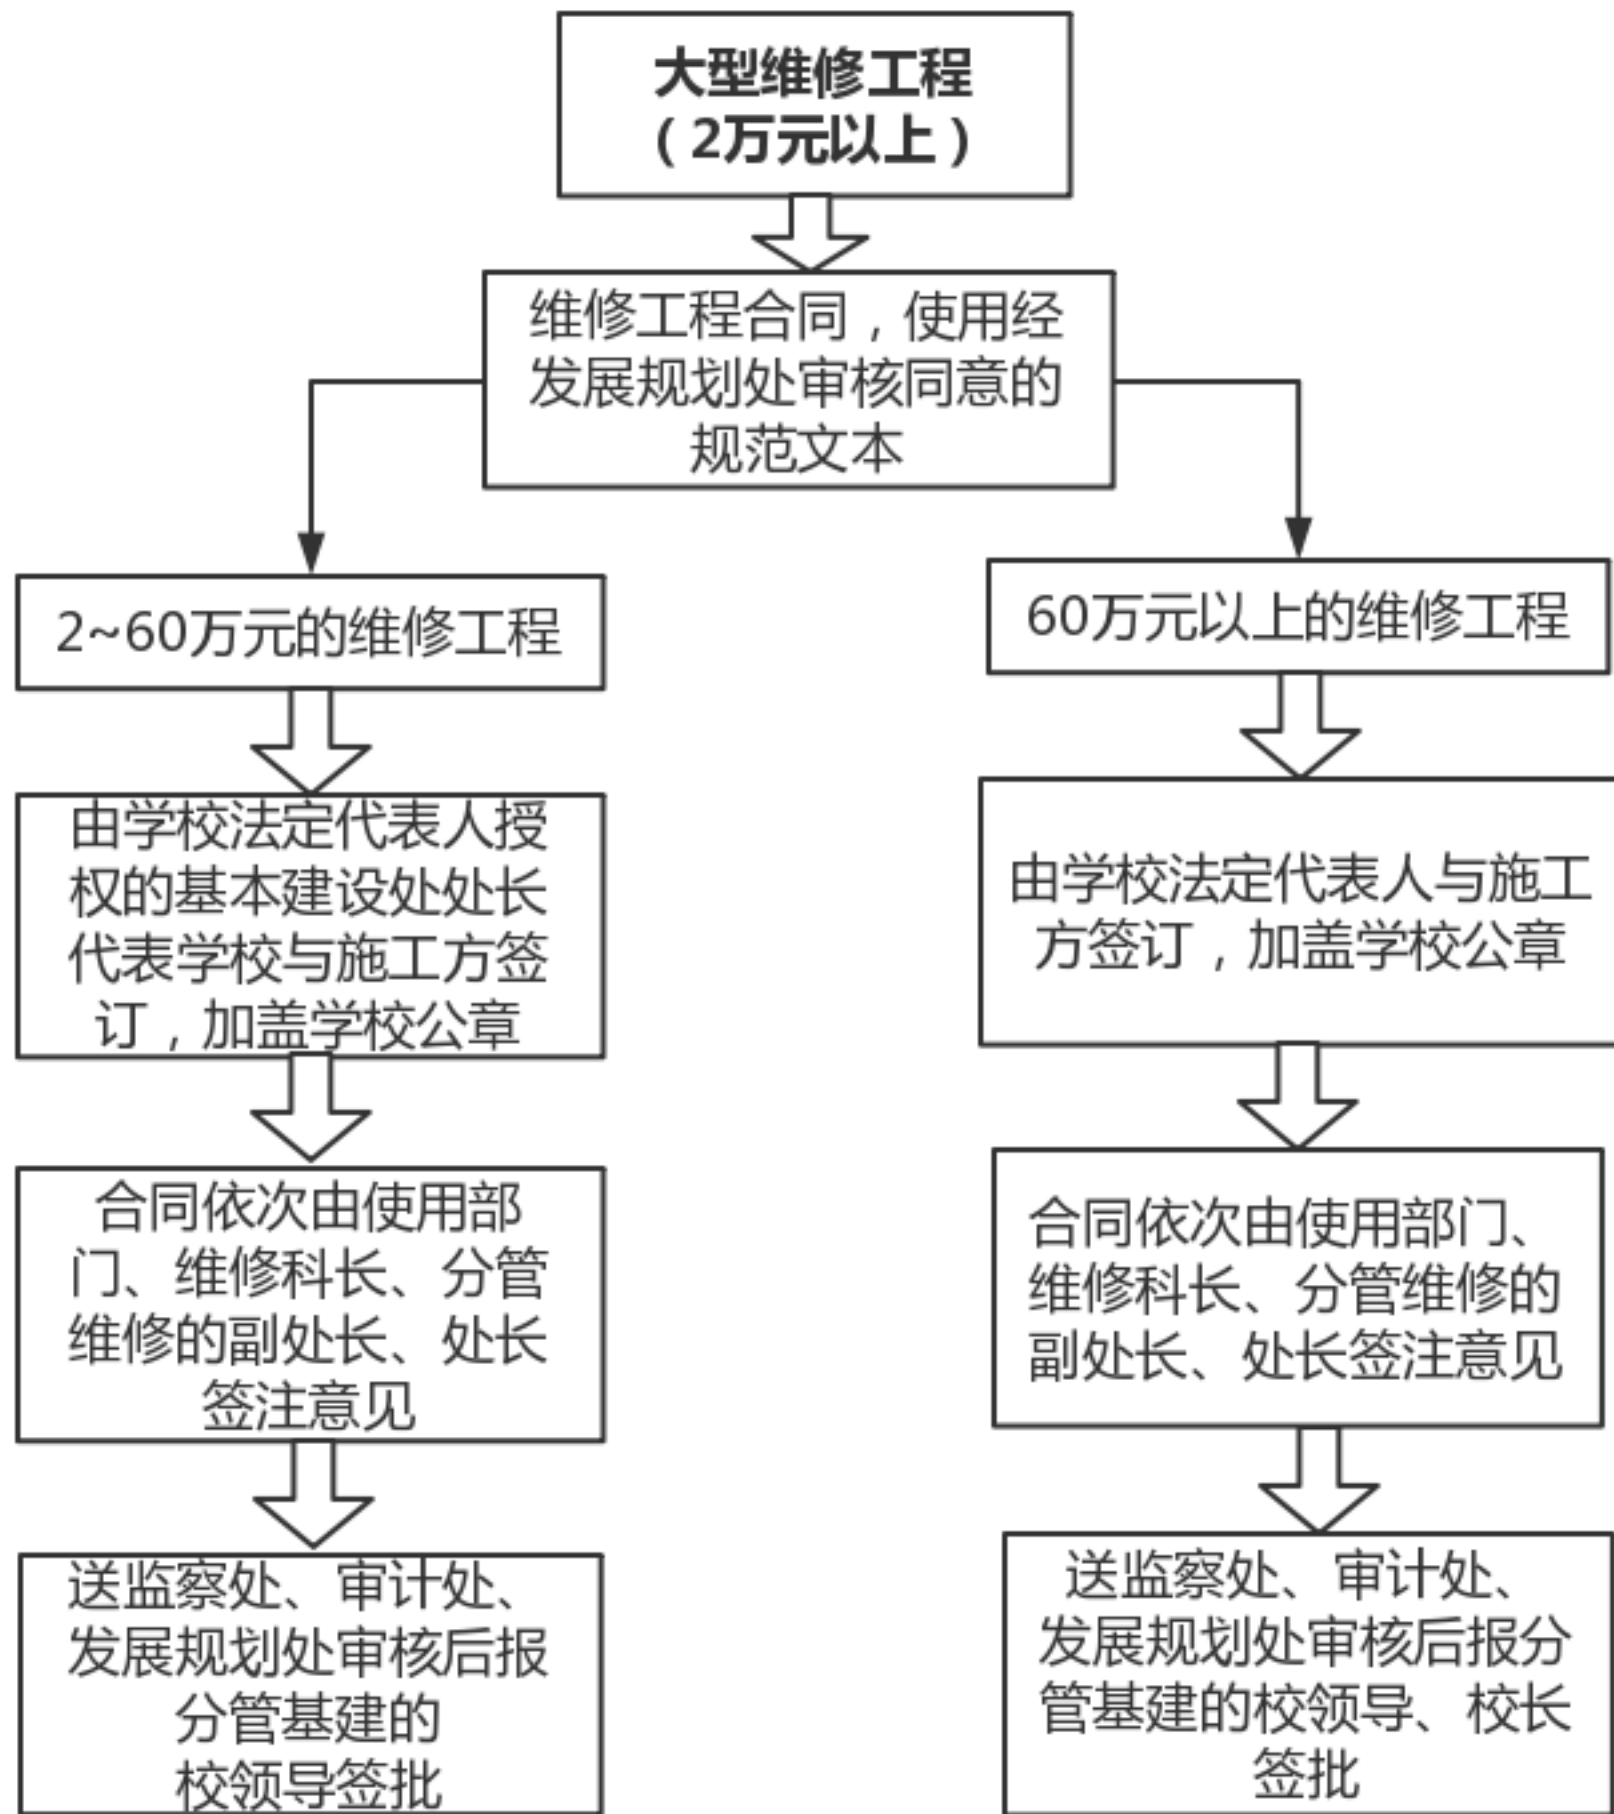 大型维修工程
（2万元以上）
维修工程合同，使用经
发展规划处审核同意的
规范文本
2~60万元的维修工程
由学校法定代表人授
权的基本建设处处长
代表学校与施工方签
订，加盖学校公章
合同依次由使用部
门、维修科长、分管
维修的副处长、处长
签注意见
送监察处、审计处、
发展规划处审核后报
分管基建的
校领导签批
60万元以上的维修工程
由学校法定代表人与施工
方签订，加盖学校公章
合同依次由使用部门、
维修科长、分管维修的
副处长、处长签注意见
送监察处、审计处、
发展规划处审核后报分
管基建的校领导、校长
签批